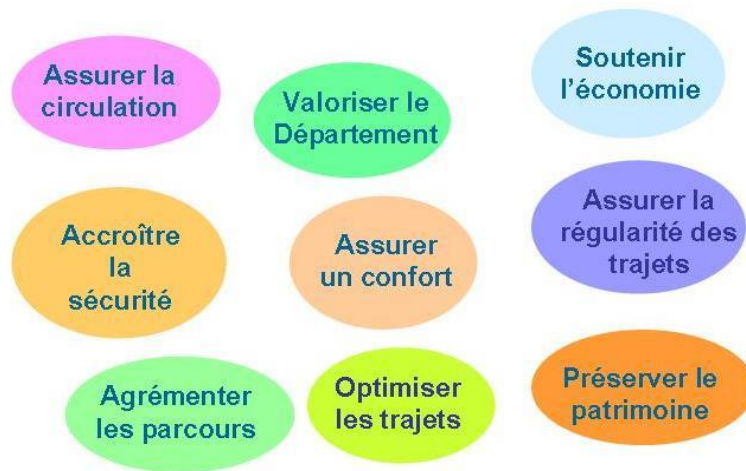 Assurer la
circulation
Valoriser le
Département
Soutenir
l'économie
Accroître
la
sécurité
Assurer
un confort
Assurer la
régularité des
trajets
Agrémenter
les parcours
Optimiser
les trajets
Préserver le
patrimoine